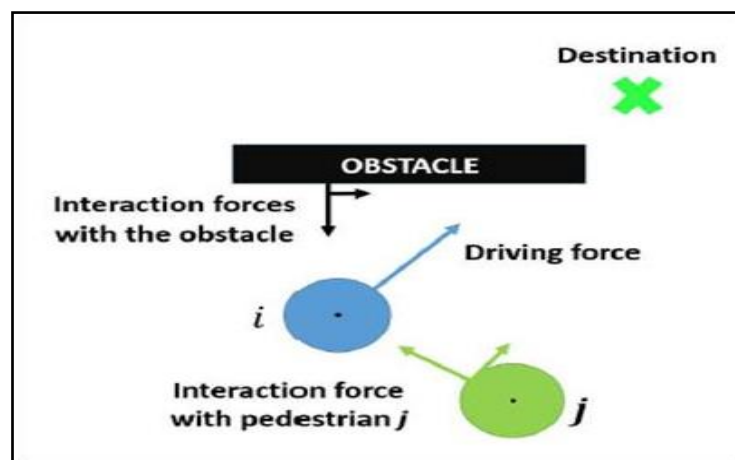 Destination
OBSTACLE
Interaction forces
with the obstacle
Driving force
i
Interaction force
with pedestrian j
j